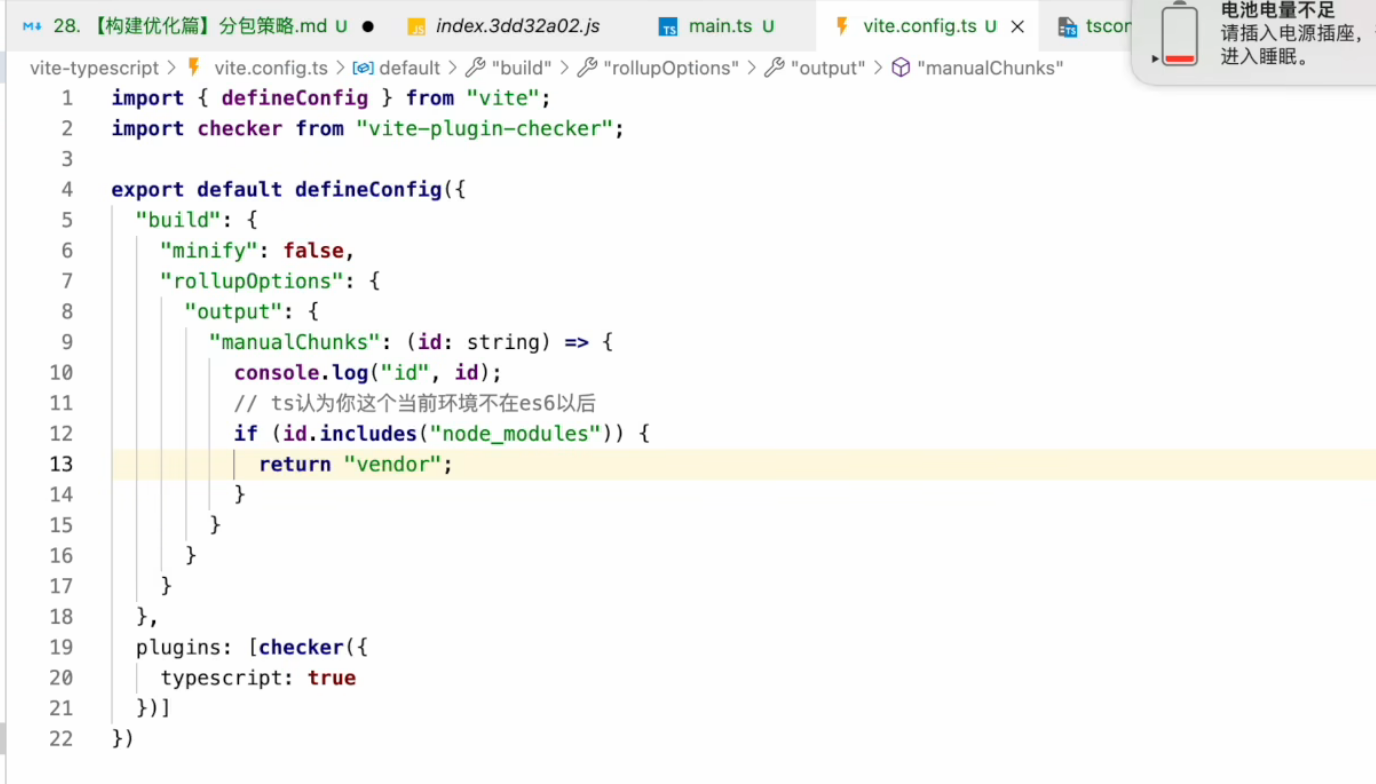 28. 【构建优化篇】分包策略.md U
index.3dd32a02.js
main.ts U
vite.config.ts U
tscon
电池电量不足
请插入电源插座,
进入睡眠。
vite-typescript > vite.config.ts > default > "build" > "rollupOptions" > "output" > "manualChunks"
1 import { defineConfig } from "vite";
2 import checker from "vite-plugin-checker";
3
4 export default defineConfig({
5 "build": {
6 "minify": false,
7 "rollupOptions": {
8 "output": {
9 "manualChunks": (id: string) => {
10 console.log("id", id);
11 // ts认为你这个当前环境不在es6以后
12 if (id.includes("node_modules")) {
13 return "vendor";
14 }
15 }
16 }
17 }
18 },
19 plugins: [checker({
20 typescript: true
21 })]
22 })